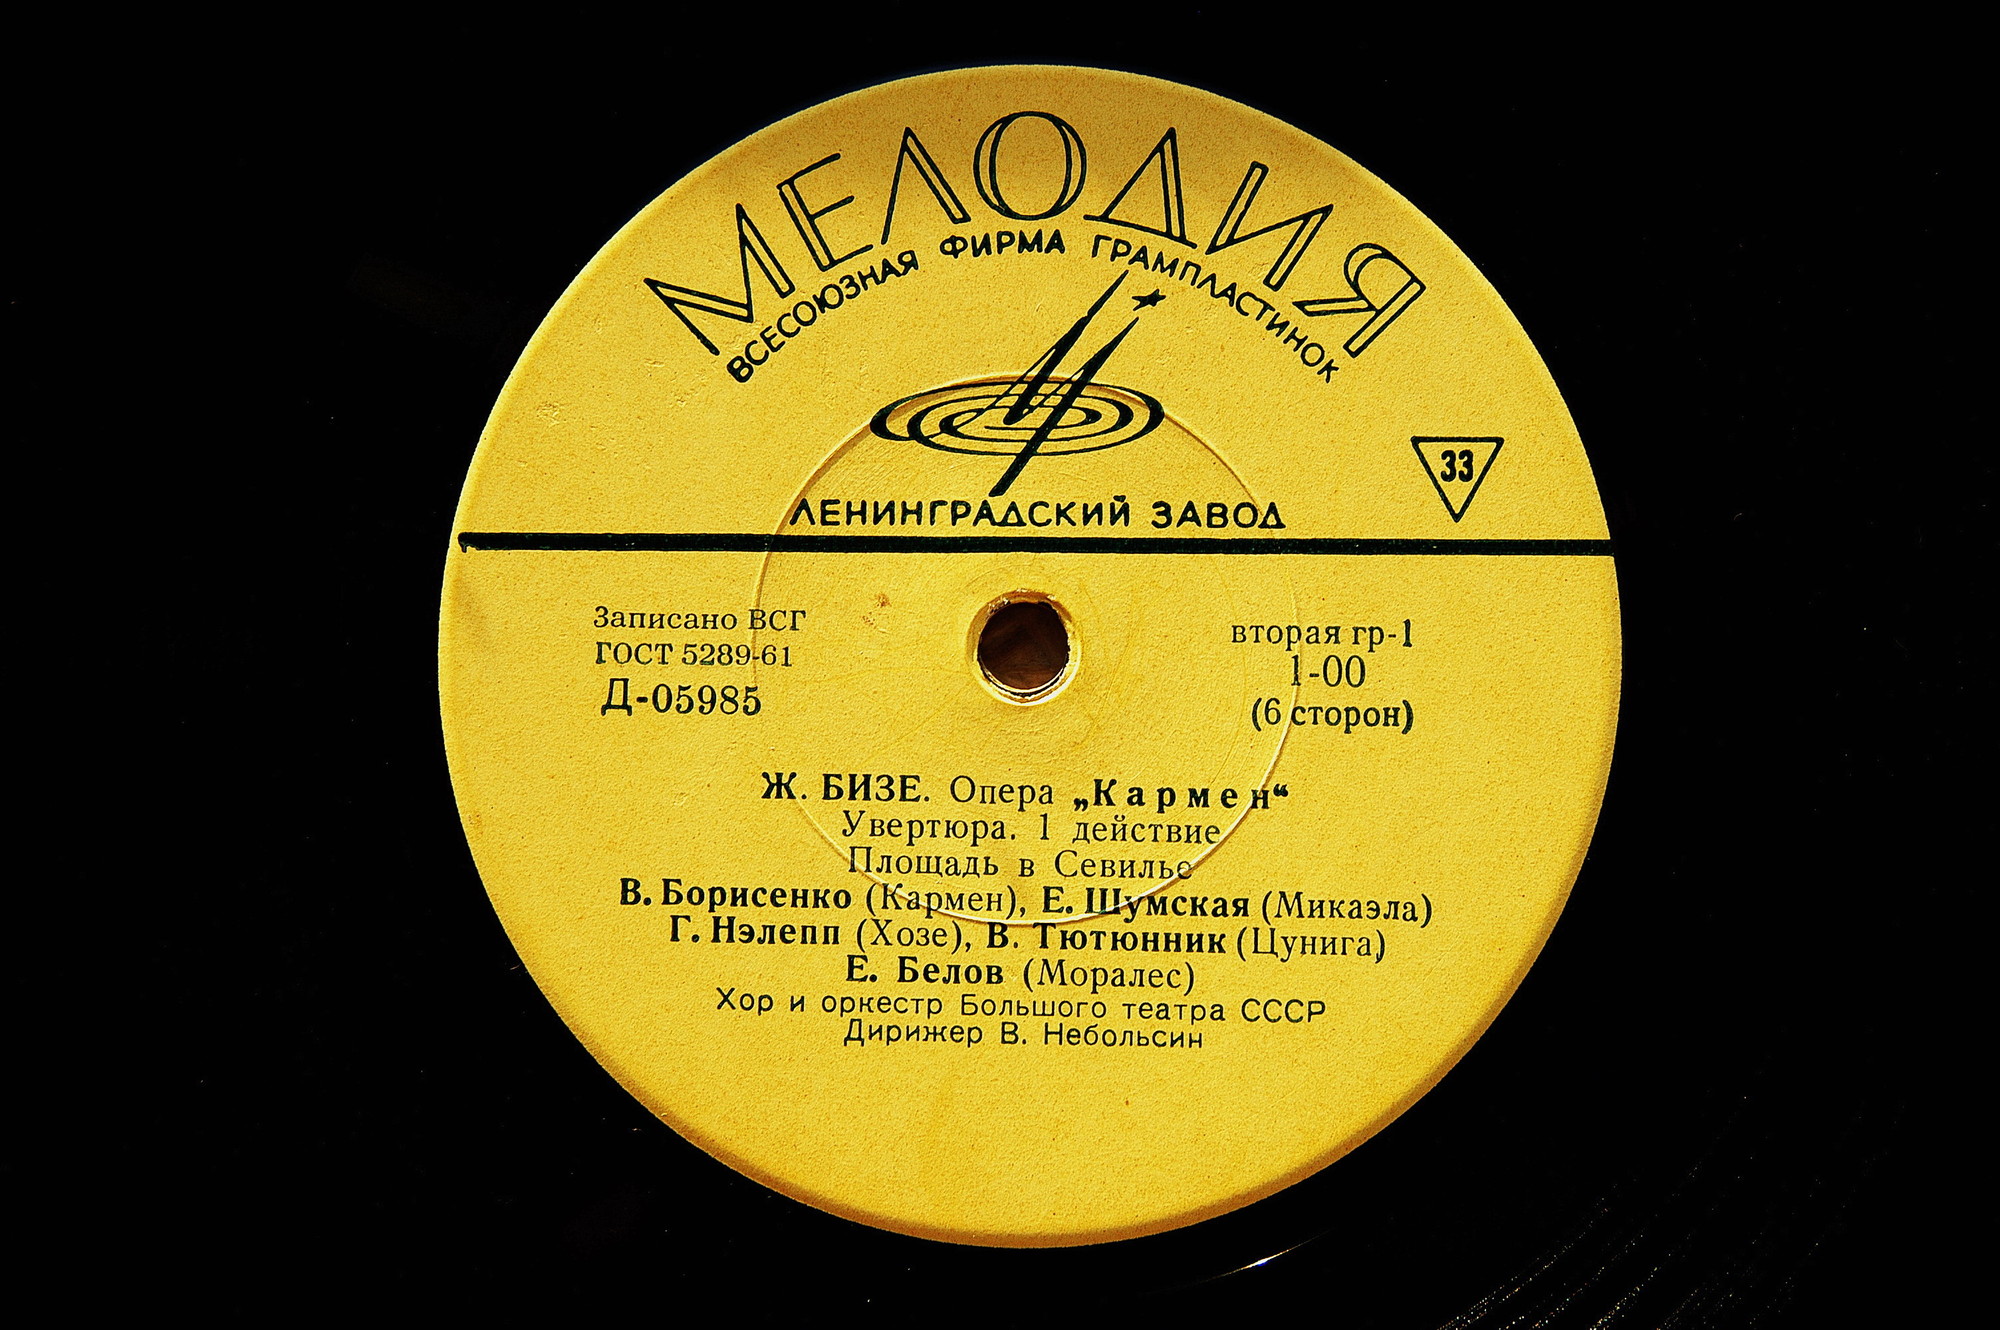 МЕЛОДИЯ
ВСЕСОЮЗНАЯ ФИРМА ГРАМПЛАСТИНОК
33
ЛЕНИНГРАДСКИЙ ЗАВОД
Записано ВСГ
ГОСТ 5289-61
Д-05985
вторая гр-1
1-00
(6 сторон)
Ж. БИЗЕ. Опера „Кармен“
Увертюра. 1 действие
Площадь в Севилье
В. Борисенко (Кармен), Е. Шумская (Микаэла)
Г. Нэлепп (Хозе), В. Тютюнник (Цунига)
Е. Белов (Моралес)
Хор и оркестр Большого театра СССР
Дирижер В. Небольсин